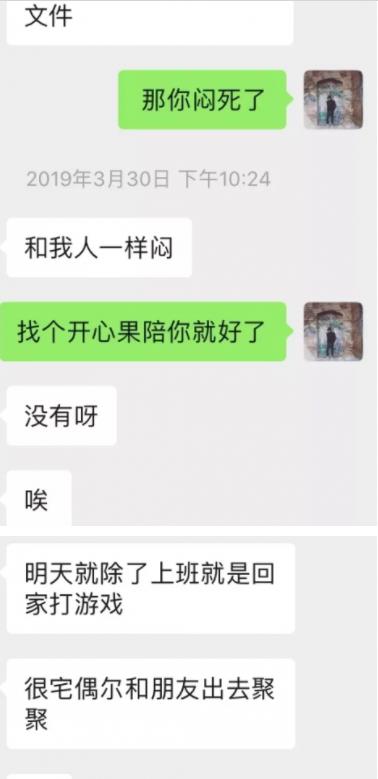 文件
那你闷死了
2019年3月30日 下午10:24
和我人一样闷
找个开心果陪你就好了
没有呀
唉
明天就除了上班就是回
家打游戏
很宅偶尔和朋友出去聚
聚